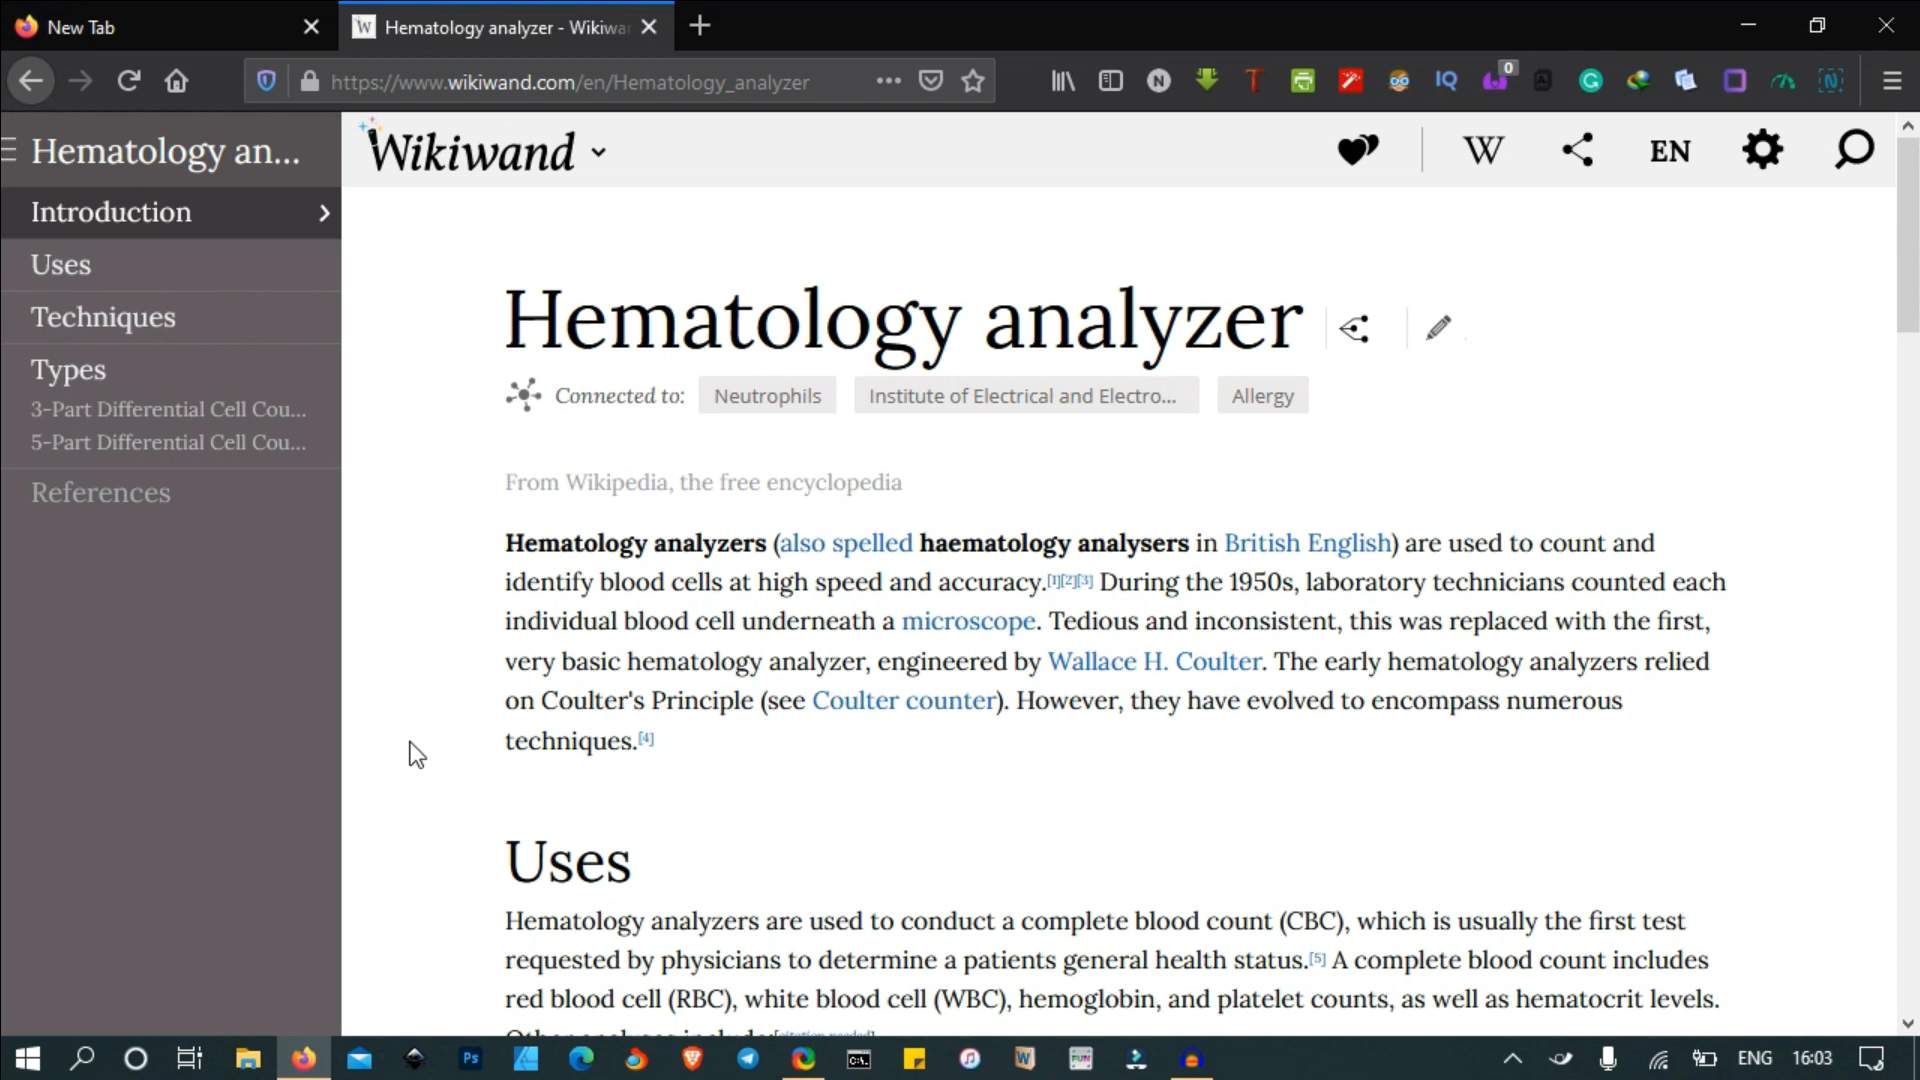 New Tab
Hematology analyzer - Wikiwa
https://www.wikiwand.com/en/Hematology_analyzer
IQ
0
Hematology an...
Introduction
Uses
Techniques
Types
3-Part Differential Cell Cou...
5-Part Differential Cell Cou...
References
Wikiwand
W
EN
Hematology analyzer
Connected to: Neutrophils Institute of Electrical and Electro... Allergy
From Wikipedia, the free encyclopedia
Hematology analyzers (also spelled haematology analysers in British English) are used to count and
identify blood cells at high speed and accuracy.[1][2][3] During the 1950s, laboratory technicians counted each
individual blood cell underneath a microscope. Tedious and inconsistent, this was replaced with the first,
very basic hematology analyzer, engineered by Wallace H. Coulter. The early hematology analyzers relied
on Coulter's Principle (see Coulter counter). However, they have evolved to encompass numerous
techniques.[4]
Uses
Hematology analyzers are used to conduct a complete blood count (CBC), which is usually the first test
requested by physicians to determine a patients general health status.[5] A complete blood count includes
red blood cell (RBC), white blood cell (WBC), hemoglobin, and platelet counts, as well as hematocrit levels.
Ps
FUN
ENG
16:03